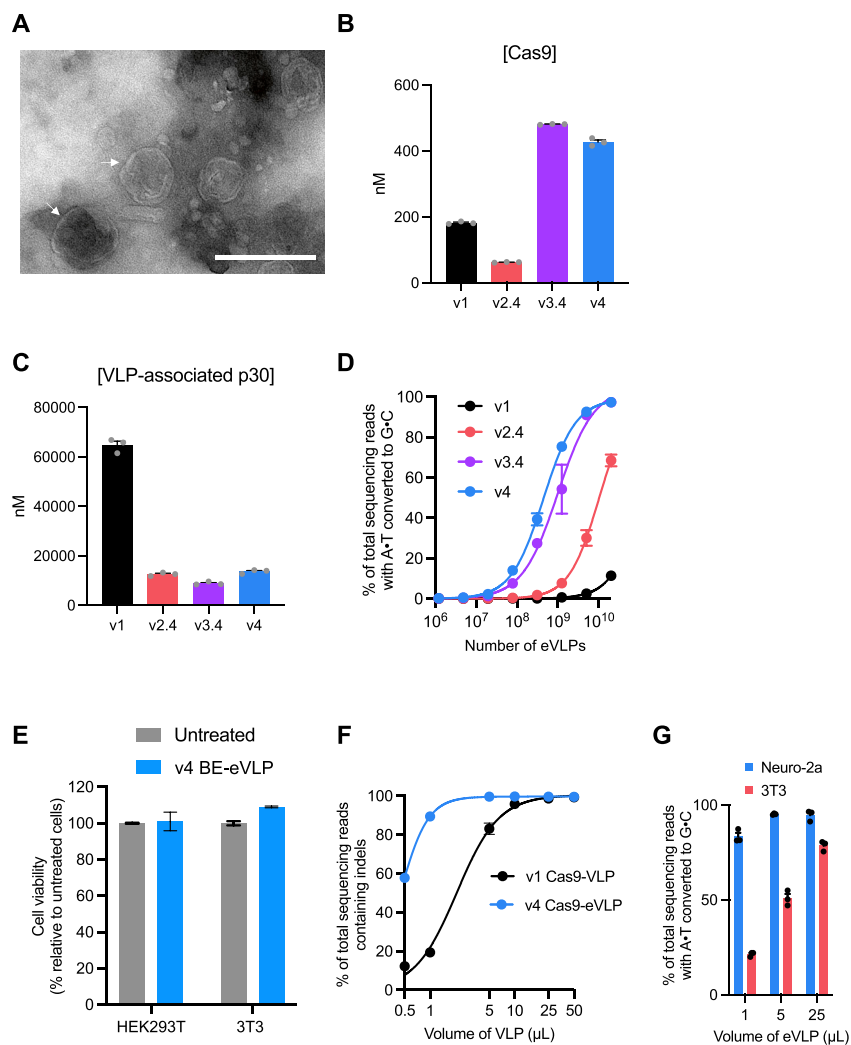 A
B
[Cas9]
600
400
200
0
nM
v1
v2.4
v3.4
v4
C
[VLP-associated p30]
80000
60000
40000
20000
0
nM
v1
v2.4
v3.4
v4
D
100
80
60
40
20
0
% of total sequencing reads
with A•T converted to G•C
v1
v2.4
v3.4
v4
10⁶
10⁷
10⁸
10⁹
10¹⁰
Number of eVLPs
E
Untreated
v4 BE-eVLP
120
100
80
60
40
20
0
Cell viability
(% relative to untreated cells)
HEK293T
3T3
F
100
80
60
40
20
0
% of total sequencing reads
containing indels
v1 Cas9-VLP
v4 Cas9-eVLP
0.5
1
5
10
25
50
Volume of VLP (µL)
G
Neuro-2a
3T3
100
50
0
% of total sequencing reads
with A•T converted to G•C
1
5
25
Volume of eVLP (µL)